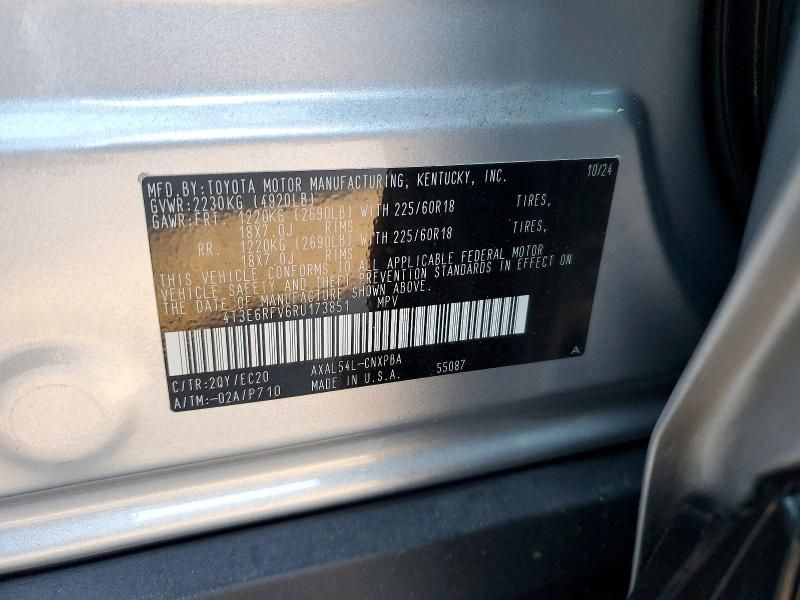 MFD.BY:TOYOTA MOTOR MANUFACTURING, KENTUCKY, INC. 10/24
GVWR:2230KG (4920LB)
GAWR:FRT. 1220KG (2690LB) WITH 225/60R18 TIRES,
18X7.0J RIMS
RR. 1220KG (2690LB) WITH 225/60R18 TIRES,
18X7.0J RIMS
THIS VEHICLE CONFORMS TO ALL APPLICABLE FEDERAL MOTOR
VEHICLE SAFETY AND THEFT PREVENTION STANDARDS IN EFFECT ON
THE DATE OF MANUFACTURE SHOWN ABOVE.
4T3E6RFV6RU173851 MPV
C/TR:2QY/EC20 AXAL54L-CNXPBA 55087 A
A/TM:-02A/P710 MADE IN U.S.A.